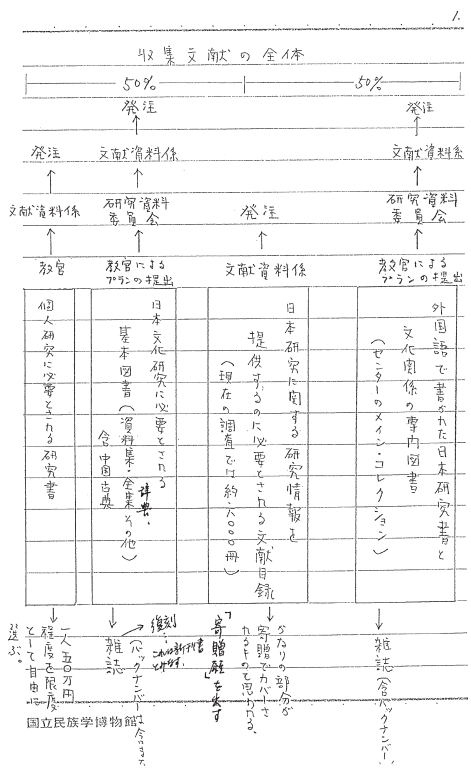 1.
収集文献の全体
50%
50%
発注
発注
発注
文献資料係
文献資料係
文献資料係
研究資料
委員会
発注
研究資料
委員会
教官
教官による
プランの提出
文献資料係
教官による
プランの提出
外国語で書かれた日本研究書と
文化関係の専門図書
(センターのメイン・コレクション)
日本研究に関する研究情報を
提供するのに必要とされる文献目録
(現在の調査では約六〇〇〇冊)
日本文化研究に必要とされる
基本図書(資料集・全集・辞典、その他)
含中国古典
個人研究に必要とされる研究書
雑誌(含バックナンバー)
かなりの部分が
寄贈でカバーさ
れるものと思われる。
「寄贈願」を出す
復刻…
これは新刊書
とみなす。
雑誌
(バックナンバーは含まな
一人五〇万円
程度を限度
として自由に
選ぶ。
国立民族学博物館